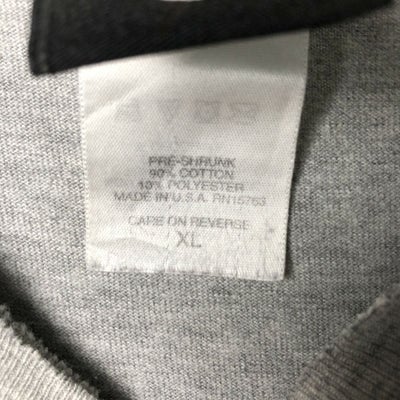 PRE-SHRUNK
90% COTTON
10% POLYESTER
MADE IN U.S.A. RN15763
CARE ON REVERSE
XL